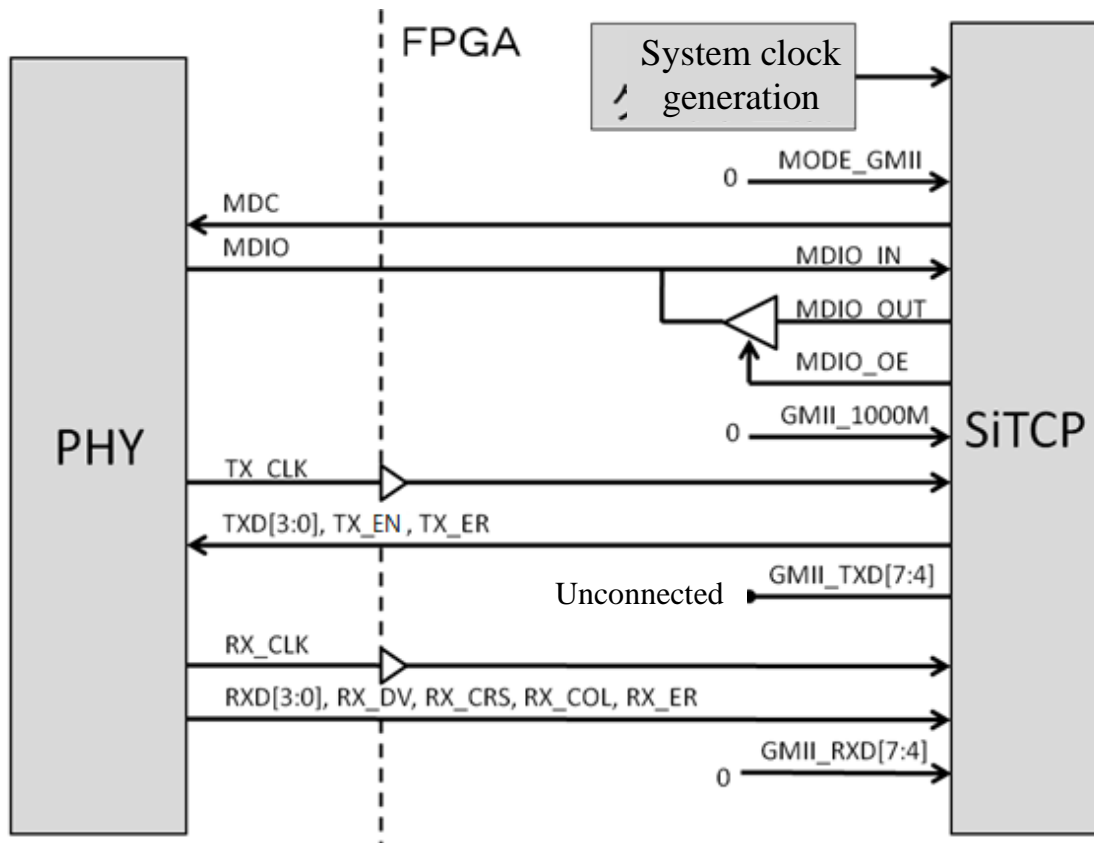 FPGA
System clock
generation
MODE_GMII
0
MDC
MDIO
MDIO_IN
MDIO_OUT
MDIO_OE
PHY
SiTCP
GMII_1000M
0
TX_CLK
TXD[3:0], TX_EN , TX_ER
GMII_TXD[7:4]
Unconnected
RX_CLK
RXD[3:0], RX_DV, RX_CRS, RX_COL, RX_ER
GMII_RXD[7:4]
0